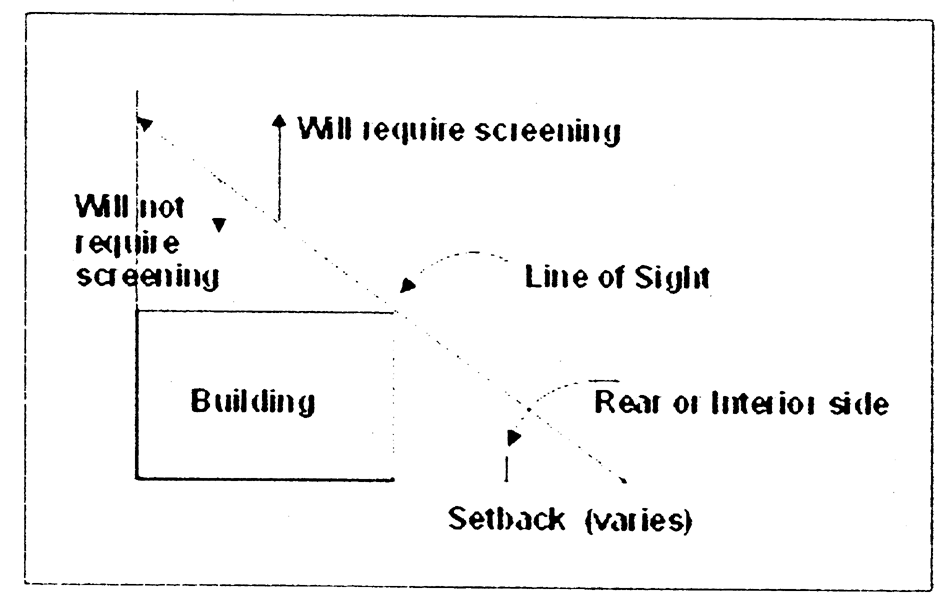 Will require screening
Will not
require
screening
Line of Sight
Building
Rear or Interior side
Setback (varies)